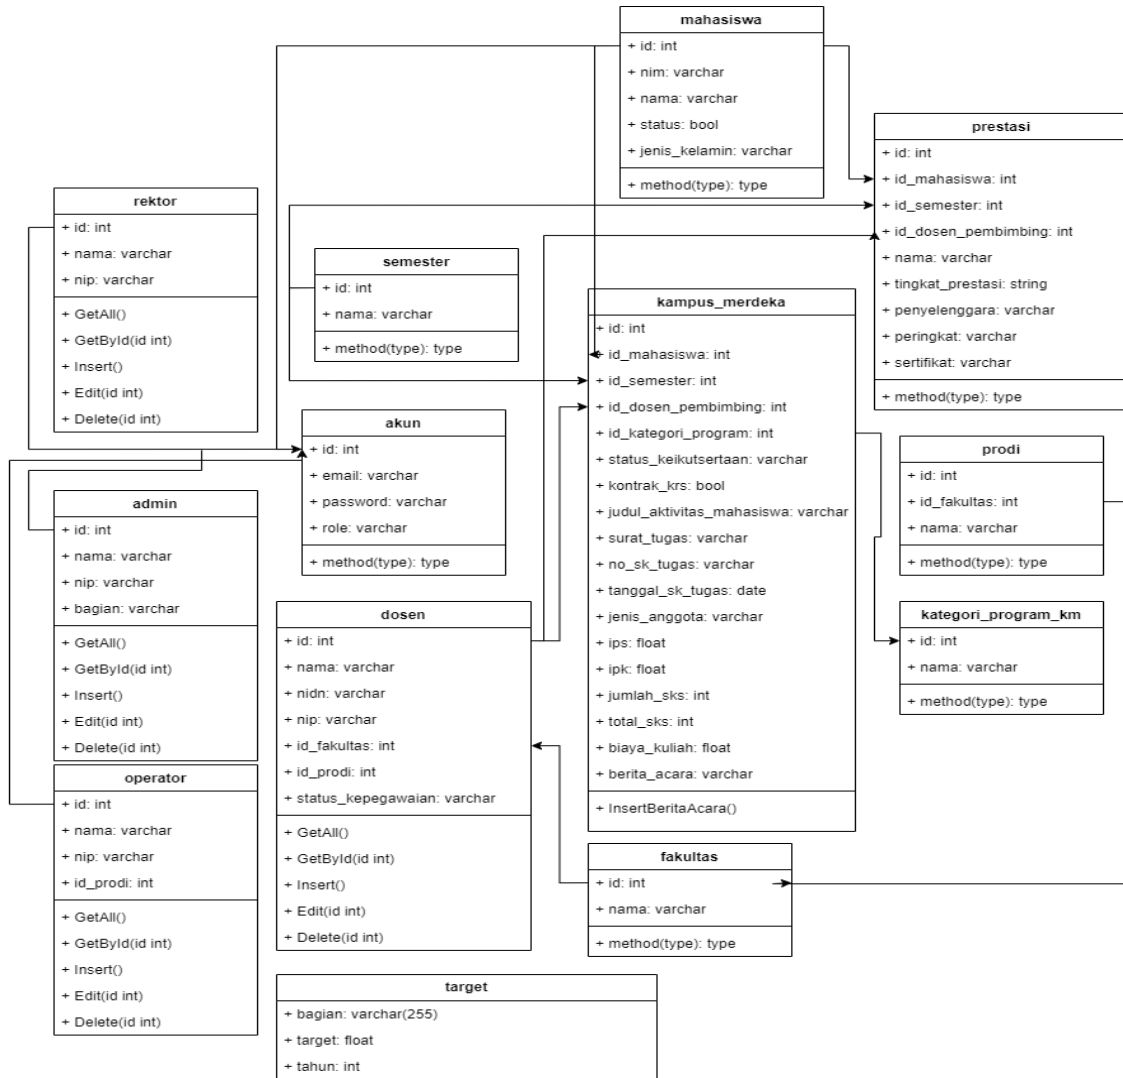 mahasiswa
+ id: int
+ nim: varchar
+ nama: varchar
+ status: bool
+ jenis_kelamin: varchar
+ method(type): type
prestasi
+ id: int
+ id_mahasiswa: int
+ id_semester: int
+ id_dosen_pembimbing: int
+ nama: varchar
+ tingkat_prestasi: string
+ penyelenggara: varchar
+ peringkat: varchar
+ sertifikat: varchar
+ method(type): type
rektor
+ id: int
+ nama: varchar
+ nip: varchar
+ GetAll()
+ GetById(id int)
+ Insert()
+ Edit(id int)
+ Delete(id int)
semester
+ id: int
+ nama: varchar
+ method(type): type
kampus_merdeka
+ id: int
+ id_mahasiswa: int
+ id_semester: int
+ id_dosen_pembimbing: int
+ id_kategori_program: int
+ status_keikutsertaan: varchar
+ kontrak_krs: bool
+ judul_aktivitas_mahasiswa: varchar
+ surat_tugas: varchar
+ no_sk_tugas: varchar
+ tanggal_sk_tugas: date
+ jenis_anggota: varchar
+ ips: float
+ ipk: float
+ jumlah_sks: int
+ total_sks: int
+ biaya_kuliah: float
+ berita_acara: varchar
+ InsertBeritaAcara()
akun
+ id: int
+ email: varchar
+ password: varchar
+ role: varchar
+ method(type): type
prodi
+ id: int
+ id_fakultas: int
+ nama: varchar
+ method(type): type
admin
+ id: int
+ nama: varchar
+ nip: varchar
+ bagian: varchar
+ GetAll()
+ GetById(id int)
+ Insert()
+ Edit(id int)
+ Delete(id int)
dosen
+ id: int
+ nama: varchar
+ nidn: varchar
+ nip: varchar
+ id_fakultas: int
+ id_prodi: int
+ status_kepegawaian: varchar
+ GetAll()
+ GetById(id int)
+ Insert()
+ Edit(id int)
+ Delete(id int)
kategori_program_km
+ id: int
+ nama: varchar
+ method(type): type
operator
+ id: int
+ nama: varchar
+ nip: varchar
+ id_prodi: int
+ GetAll()
+ GetById(id int)
+ Insert()
+ Edit(id int)
+ Delete(id int)
fakultas
+ id: int
+ nama: varchar
+ method(type): type
target
+ bagian: varchar(255)
+ target: float
+ tahun: int